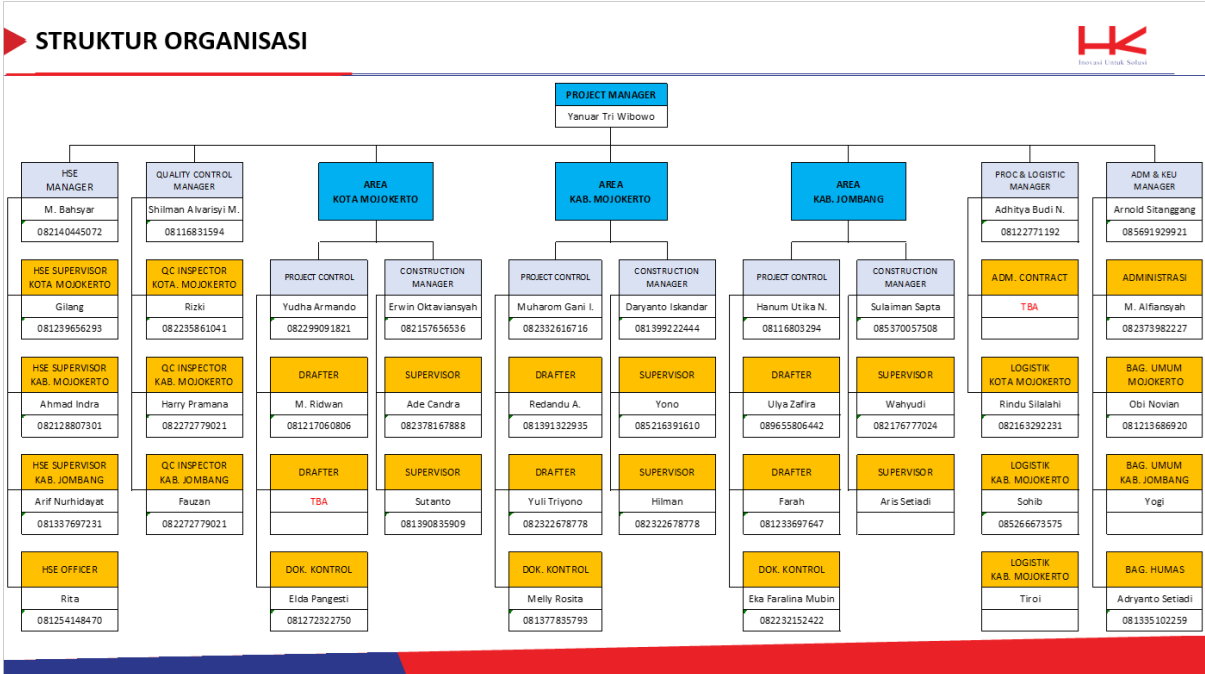 STRUKTUR ORGANISASI
HK
Inovasi Untuk Solusi
PROJECT MANAGER
Yanuar Tri Wibowo
HSE
MANAGER
M. Bahsyar
082140445072
HSE SUPERVISOR
KOTA MOJOKERTO
Gilang
081239656293
HSE SUPERVISOR
KAB. MOJOKERTO
Ahmad Indra
082128807301
HSE SUPERVISOR
KAB. JOMBANG
Arif Nurhidayat
081337697231
HSE OFFICER
Rita
081254148470
QUALITY CONTROL
MANAGER
Shilman Alvarisyi M.
08116831594
QC INSPECTOR
KOTA. MOJOKERTO
Rizki
082235861041
QC INSPECTOR
KAB. MOJOKERTO
Harry Pramana
082272779021
QC INSPECTOR
KAB. JOMBANG
Fauzan
082272779021
AREA
KOTA MOJOKERTO
PROJECT CONTROL
Yudha Armando
082299091821
DRAFTER
M. Ridwan
081217060806
DRAFTER
TBA
DOK. KONTROL
Elda Pangesti
081272322750
CONSTRUCTION
MANAGER
Erwin Oktaviansyah
082157656536
SUPERVISOR
Ade Candra
082378167888
SUPERVISOR
Sutanto
081390835909
AREA
KAB. MOJOKERTO
PROJECT CONTROL
Muharom Gani I.
082332616716
DRAFTER
Redandu A.
081391322935
DRAFTER
Yuli Triyono
082322678778
DOK. KONTROL
Melly Rosita
081377835793
CONSTRUCTION
MANAGER
Daryanto Iskandar
081399222444
SUPERVISOR
Yono
085216391610
SUPERVISOR
Hilman
082322678778
AREA
KAB. JOMBANG
PROJECT CONTROL
Hanum Utika N.
08116803294
DRAFTER
Ulya Zafira
089655806442
DRAFTER
Farah
081233697647
DOK. KONTROL
Eka Faralina Mubin
082232152422
CONSTRUCTION
MANAGER
Sulaiman Sapta
085370057508
SUPERVISOR
Wahyudi
082176777024
SUPERVISOR
Aris Setiadi
PROC & LOGISTIC
MANAGER
Adhitya Budi N.
08122771192
ADM. CONTRACT
TBA
LOGISTIK
KOTA MOJOKERTO
Rindu Silalahi
082163292231
LOGISTIK
KAB. MOJOKERTO
Sohib
085266673575
LOGISTIK
KAB. MOJOKERTO
Tiroi
ADM & KEU
MANAGER
Arnold Sitanggang
085691929921
ADMINISTRASI
M. Alfiansyah
082373982227
BAG. UMUM
MOJOKERTO
Obi Novian
081213686920
BAG. UMUM
KAB. JOMBANG
Yogi
BAG. HUMAS
Adryanto Setiadi
081335102259